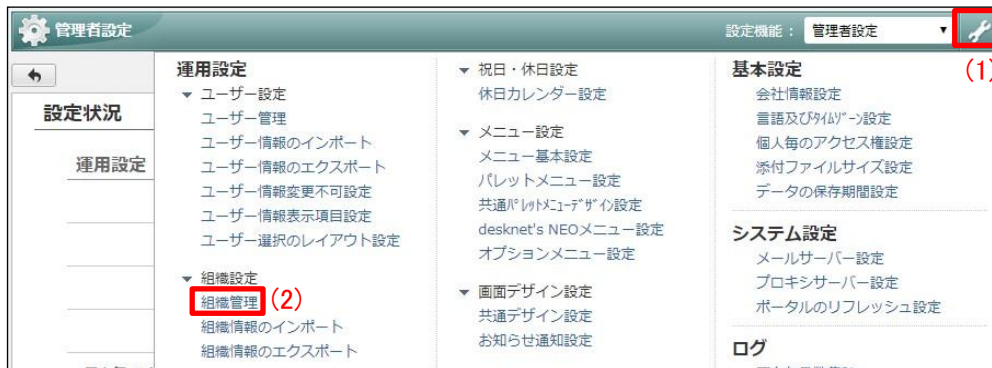 管理者設定
設定機能： 管理者設定
(1)
設定状況
運用設定
運用設定
ユーザー設定
ユーザー管理
ユーザー情報のインポート
ユーザー情報のエクスポート
ユーザー情報変更不可設定
ユーザー情報表示項目設定
ユーザー選択のレイアウト設定
組織設定
組織管理 (2)
組織情報のインポート
組織情報のエクスポート
祝日・休日設定
休日カレンダー設定
メニュー設定
メニュー基本設定
パレットメニュー設定
共通ﾊﾟﾚｯﾄﾒﾆｭｰﾃﾞｻﾞｲﾝ設定
desknet's NEOメニュー設定
オプションメニュー設定
画面デザイン設定
共通デザイン設定
お知らせ通知設定
基本設定
会社情報設定
言語及びﾀｲﾑｿﾞｰﾝ設定
個人毎のアクセス権設定
添付ファイルサイズ設定
データの保存期間設定
システム設定
メールサーバー設定
プロキシサーバー設定
ポータルのリフレッシュ設定
ログ